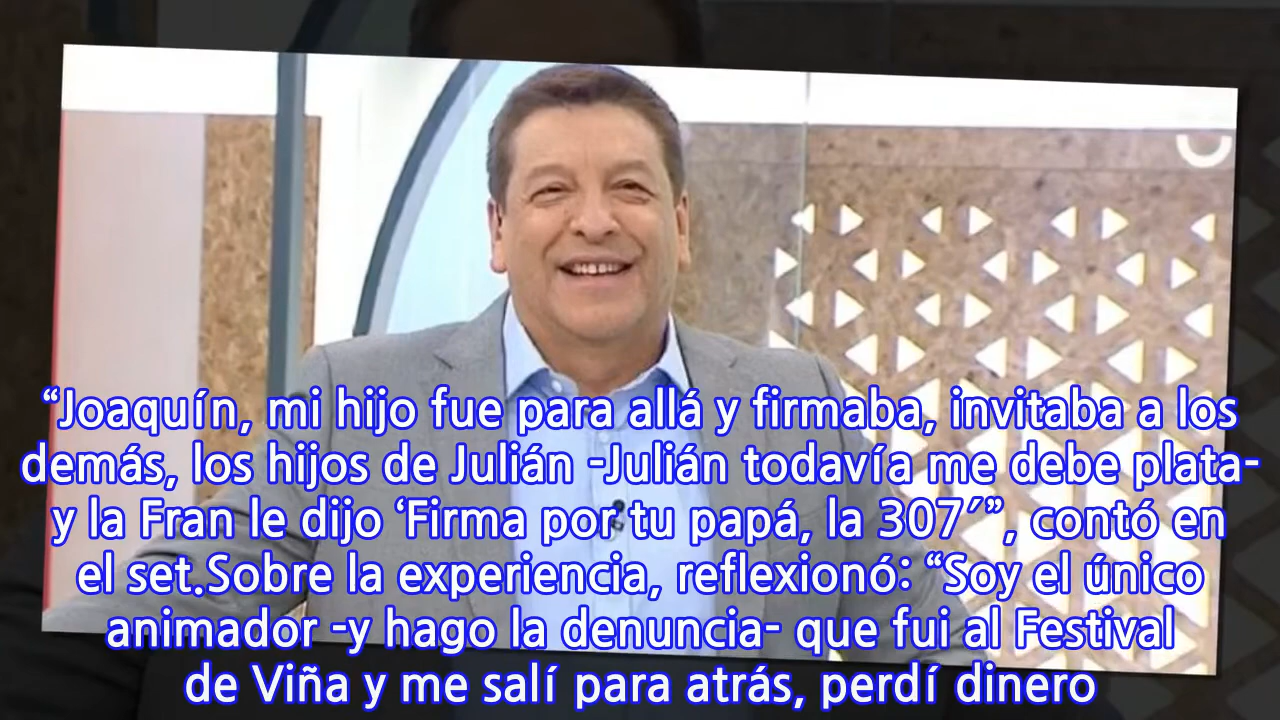 “Joaquín, mi hijo fue para allá y firmaba, invitaba a los
demás, los hijos de Julián -Julián todavía me debe plata-
y la Fran le dijo ‘Firma por tu papá, la 307´”, contó en
el set.Sobre la experiencia, reflexionó: “Soy el único
animador -y hago la denuncia- que fui al Festival
de Viña y me salí para atrás, perdí dinero